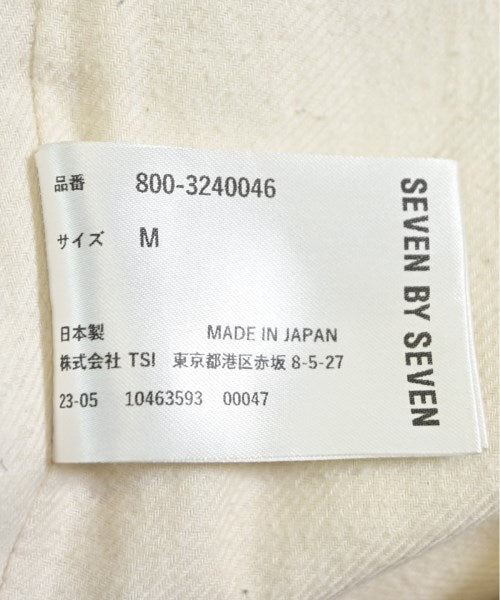 品番 800-3240046
サイズ M
日本製 MADE IN JAPAN
株式会社 TSI 東京都港区赤坂 8-5-27
23-05 10463593 00047
SEVEN BY SEVEN